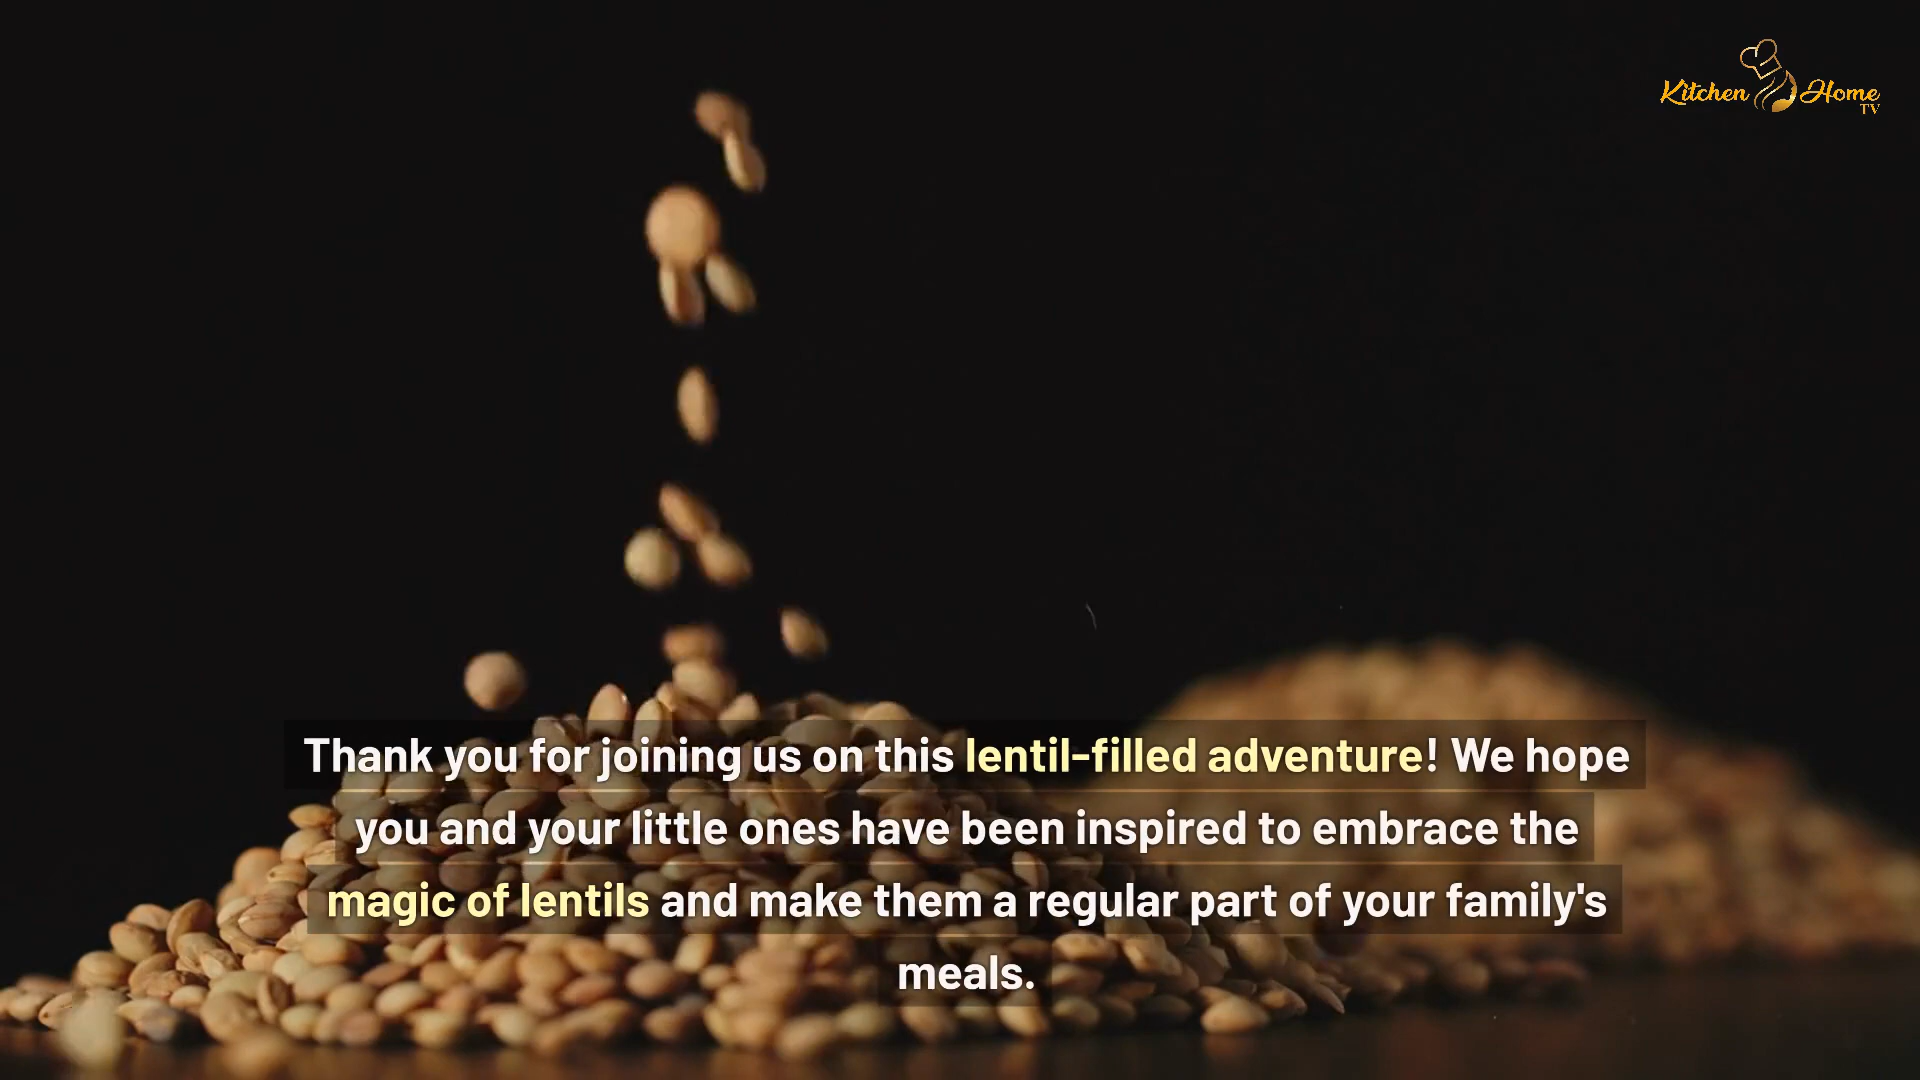 Kitchen Home
TV
Thank you for joining us on this lentil-filled adventure! We hope
you and your little ones have been inspired to embrace the
magic of lentils and make them a regular part of your family's
meals.